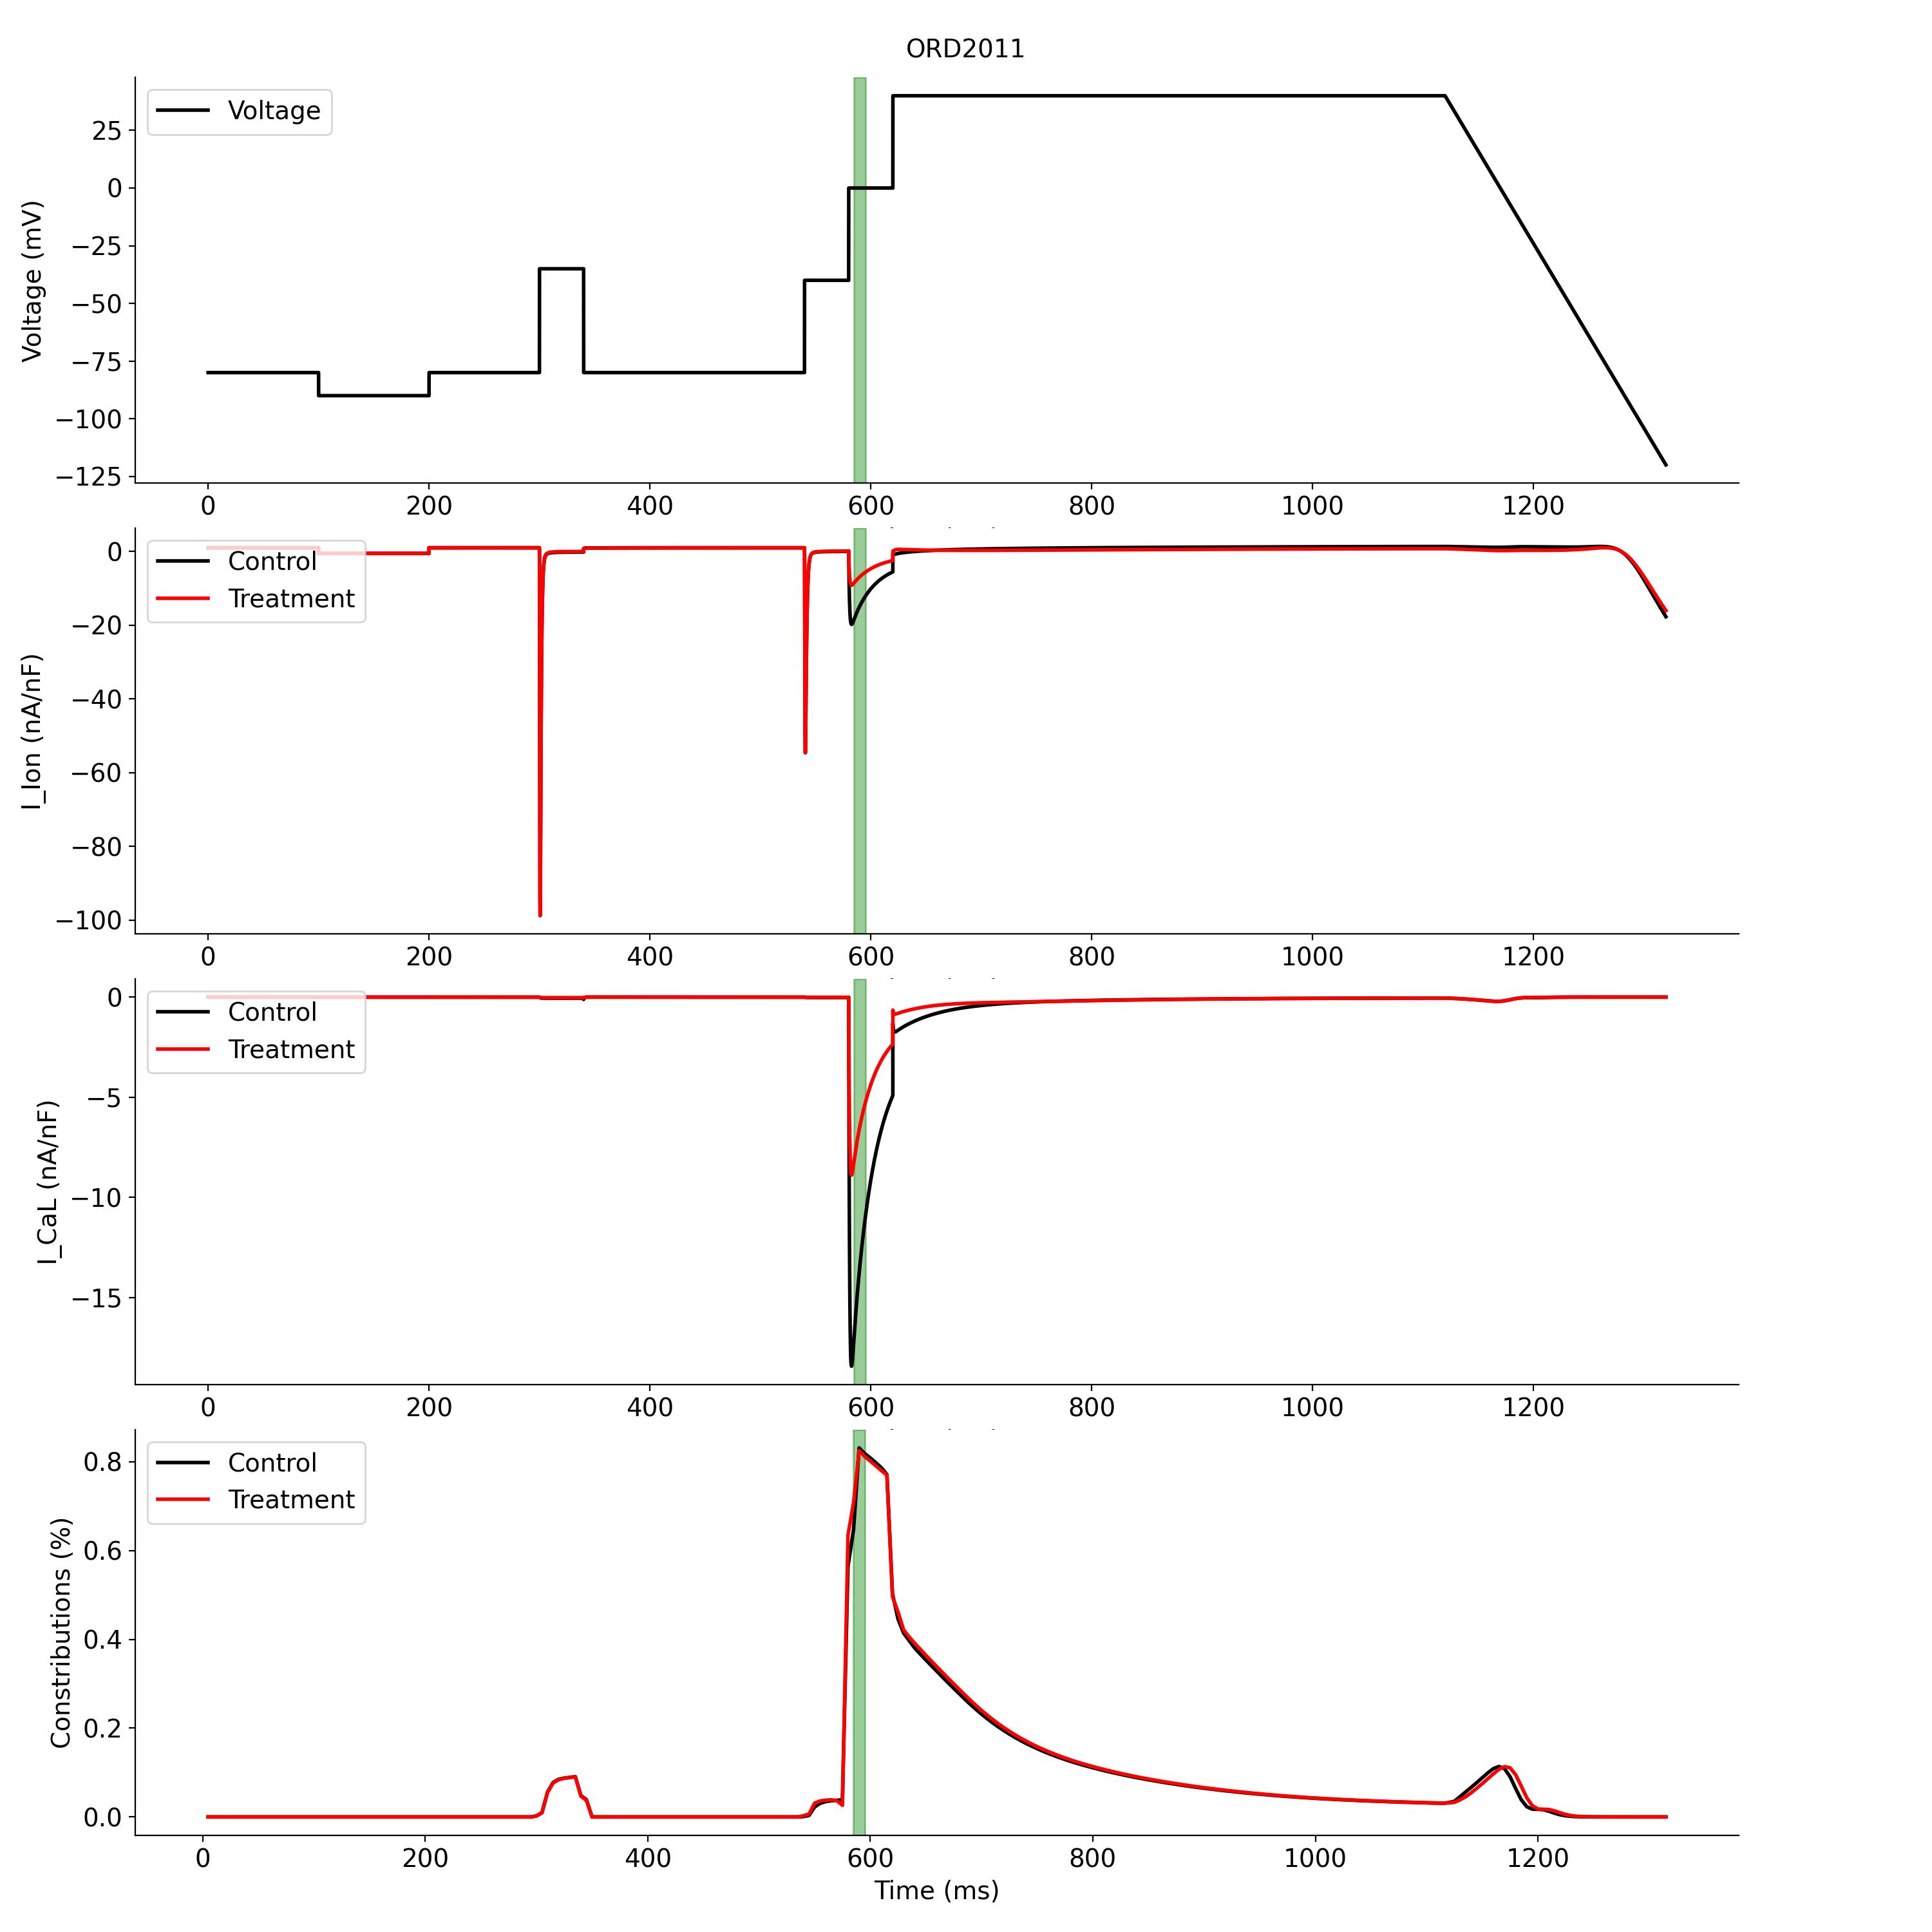 ORD2011
Voltage (mV)
25
0
−25
−50
−75
−100
−125
Voltage
0 200 400 600 800 1000 1200
I_Ion (nA/nF)
0
−20
−40
−60
−80
−100
Control
Treatment
0 200 400 600 800 1000 1200
I_CaL (nA/nF)
0
−5
−10
−15
Control
Treatment
0 200 400 600 800 1000 1200
Constributions (%)
0.8
0.6
0.4
0.2
0.0
Control
Treatment
0 200 400 600 800 1000 1200
Time (ms)